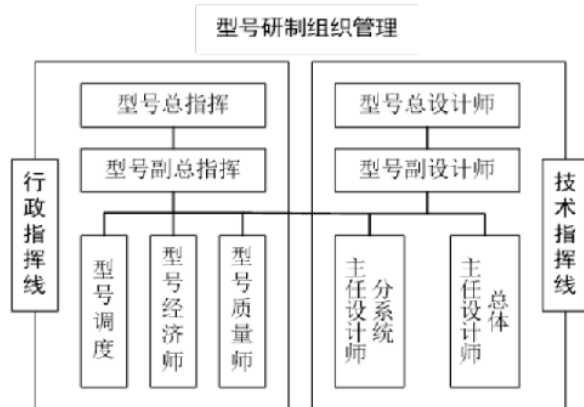 型号研制组织管理
型号总指挥
型号总设计师
型号副总指挥
型号副设计师
行政指挥线
技术指挥线
型号调度
型号经济师
型号质量师
分系统
主任设计师
总体
主任设计师